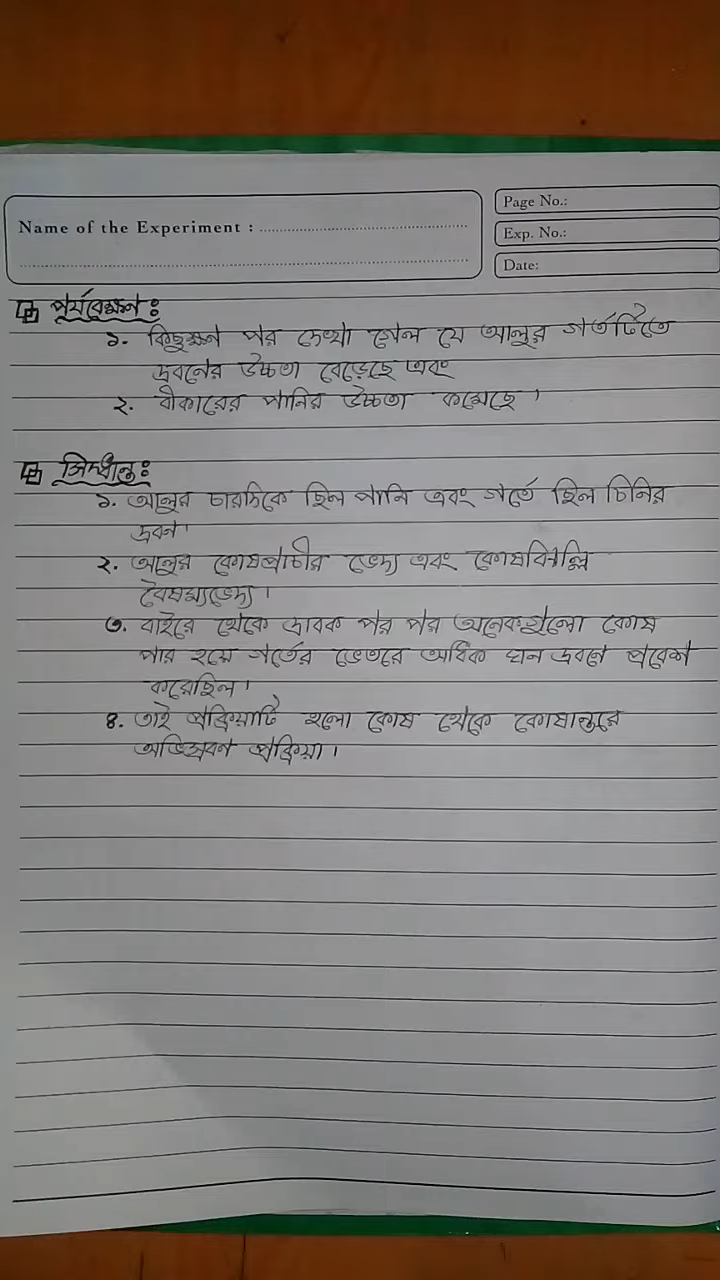 Name of the Experiment :
Page No.:
Exp. No.:
Date:
পর্যবেক্ষণ :
১. কিছুক্ষণ পর দেখা গেল যে আলুর গর্তটিতে
দ্রবনের উচ্চতা বেড়েছে এবং
২. বীকারের পানির উচ্চতা কমেছে।
সিদ্ধান্ত :
১. আলুর চারদিকে ছিল পানি এবং গর্তে ছিল চিনির
দ্রবন।
২. আলুর কোষপ্রাচীর ভেদ্য এবং কোষঝিল্লি
বৈষম্যভেদ্য।
৩. বাইরে থেকে দ্রাবক পর পর অনেকগুলো কোষ
পার হয়ে গর্তের ভেতরে অধিক ঘন দ্রবণে প্রবেশ
করেছিল।
৪. তাই প্রক্রিয়াটি হলো কোষ থেকে কোষান্তরে
অভিস্রবণ প্রক্রিয়া।